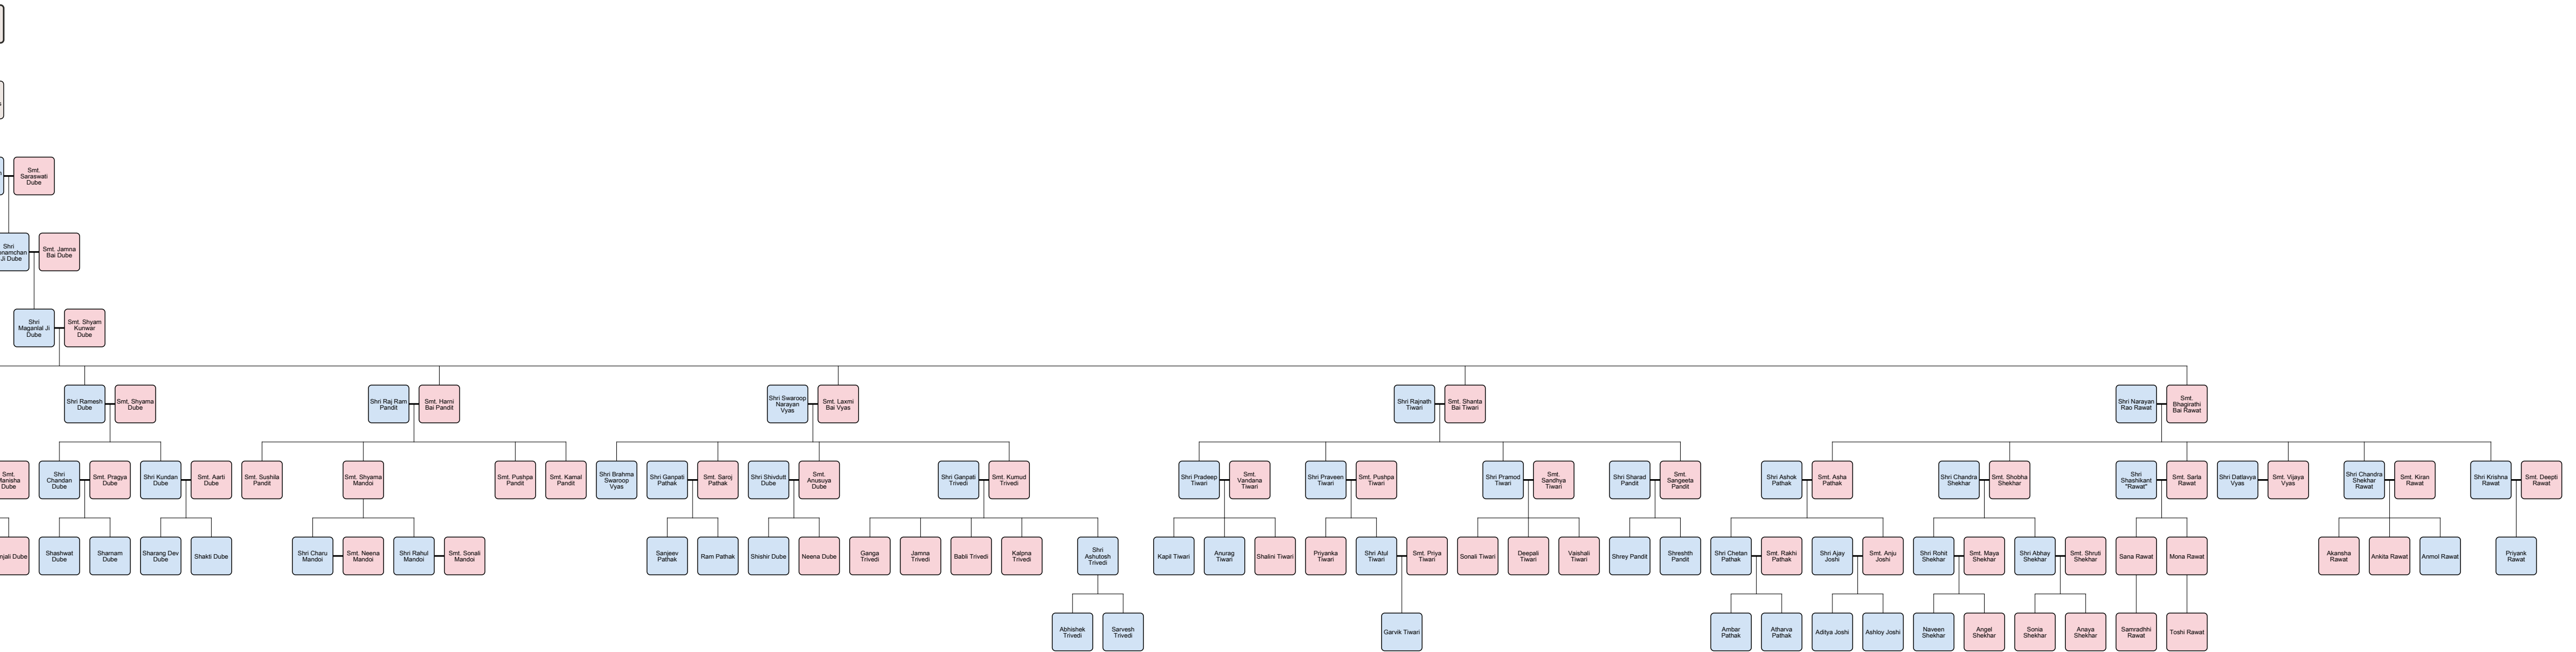 Smt.
Saraswati
Dube
Shri
Ji Dube
Smt. Jamna
Bai Dube
Shri
Maganlal Ji
Dube
Smt. Shyam
Kunwar
Dube
Shri Ramesh
Dube
Smt. Shyama
Dube
Shri Raj Ram
Pandit
Smt. Harni
Bai Pandit
Shri Swaroop
Narayan
Vyas
Smt. Laxmi
Bai Vyas
Shri Rajnath
Tiwari
Smt. Shanta
Bai Tiwari
Shri Narayan
Rao Rawat
Smt.
Bhagirathi
Bai Rawat
Smt.
Dube
Shri
Chandan
Dube
Smt. Pragya
Dube
Shri Kundan
Dube
Smt. Aarti
Dube
Smt. Sushila
Pandit
Smt. Shyama
Mandoi
Smt. Pushpa
Pandit
Smt. Kamal
Pandit
Shri Brahma
Swaroop
Vyas
Shri Ganpati
Pathak
Smt. Saroj
Pathak
Shri Shivdutt
Dube
Smt.
Anusuya
Dube
Shri Ganpati
Trivedi
Smt. Kumud
Trivedi
Shri Pradeep
Tiwari
Smt.
Vandana
Tiwari
Shri Praveen
Tiwari
Smt. Pushpa
Tiwari
Shri Pramod
Tiwari
Smt.
Sandhya
Tiwari
Shri Sharad
Pandit
Smt.
Sangeeta
Pandit
Shri Ashok
Pathak
Smt. Asha
Pathak
Shri Chandra
Shekhar
Smt. Shobha
Shekhar
Shri
Shashikant
"Rawat"
Smt. Sarla
Rawat
Shri Datlavya
Vyas
Smt. Vijaya
Vyas
Shri Chandra
Shekhar
Rawat
Smt. Kiran
Rawat
Shri Krishna
Rawat
Smt. Deepti
Rawat
Dube
Shashwat
Dube
Sharnam
Dube
Sharang Dev
Dube
Shakti Dube
Shri Charu
Mandoi
Smt. Neena
Mandoi
Shri Rahul
Mandoi
Smt. Sonali
Mandoi
Sanjeev
Pathak
Ram Pathak
Shishir Dube
Neena Dube
Ganga
Trivedi
Jamna
Trivedi
Babli Trivedi
Kalpna
Trivedi
Shri
Ashutosh
Trivedi
Kapil Tiwari
Anurag
Tiwari
Shalini Tiwari
Priyanka
Tiwari
Shri Atul
Tiwari
Smt. Priya
Tiwari
Sonali Tiwari
Deepali
Tiwari
Vaishali
Tiwari
Shrey Pandit
Shreshth
Pandit
Shri Chetan
Pathak
Smt. Rakhi
Pathak
Shri Ajay
Joshi
Smt. Anju
Joshi
Shri Rohit
Shekhar
Smt. Maya
Shekhar
Shri Abhay
Shekhar
Smt. Shruti
Shekhar
Sana Rawat
Mona Rawat
Akansha
Rawat
Ankita Rawat
Anmol Rawat
Priyank
Rawat
Abhishek
Trivedi
Sarvesh
Trivedi
Garvik Tiwari
Ambar
Pathak
Atharva
Pathak
Aditya Joshi
Ashloy Joshi
Naveen
Shekhar
Angel
Shekhar
Sonia
Shekhar
Anaya
Shekhar
Samradhhi
Rawat
Toshi Rawat